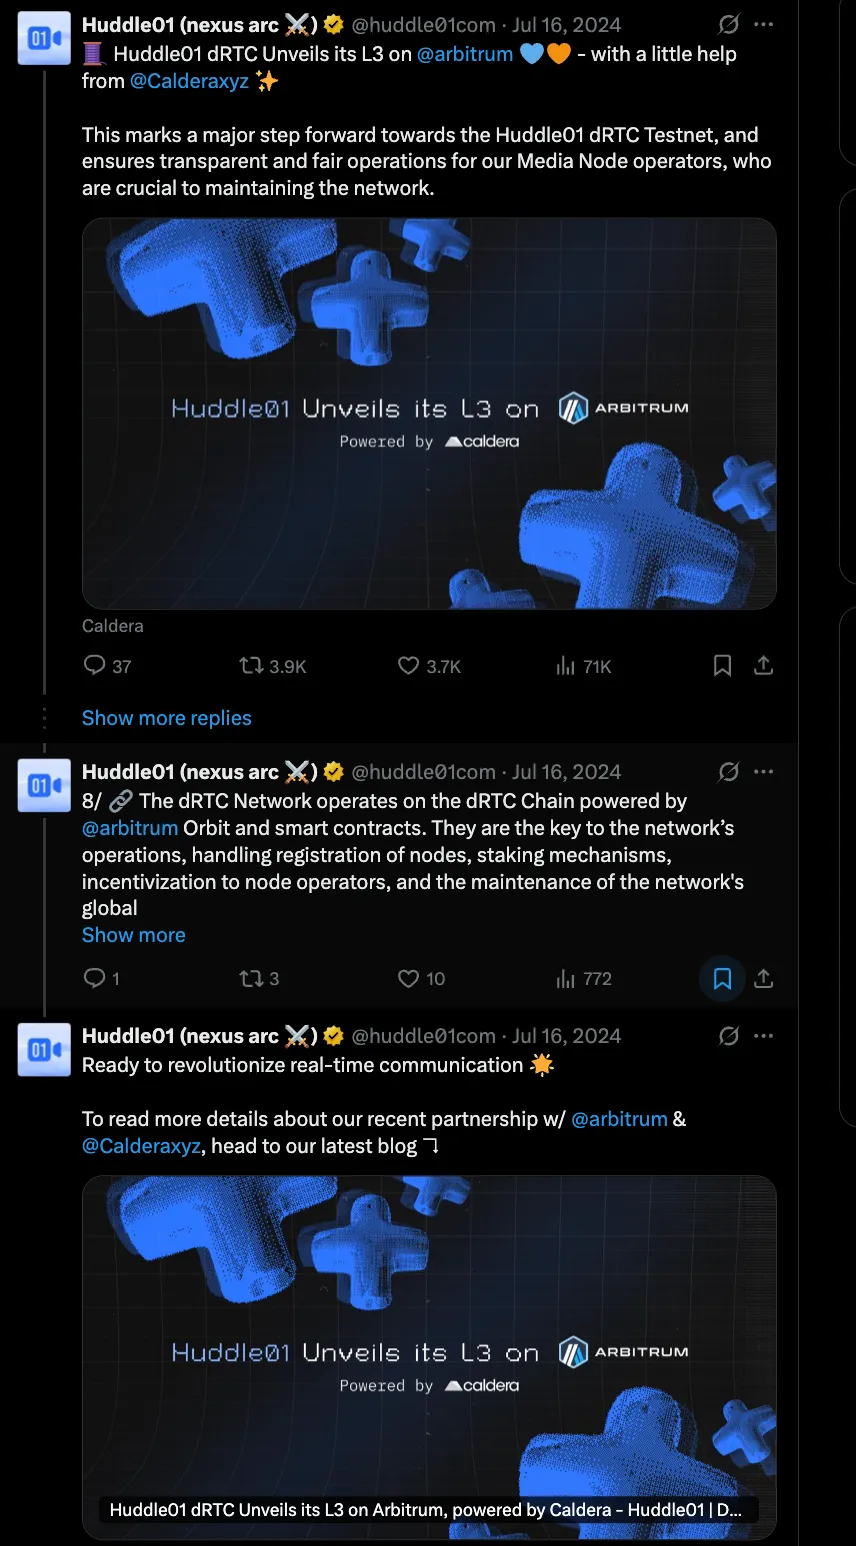 Huddle01 (nexus arc ⚔️) @huddle01com · Jul 16, 2024
🧵 Huddle01 dRTC Unveils its L3 on @arbitrum 💙🧡 - with a little help
from @Calderaxyz ✨
This marks a major step forward towards the Huddle01 dRTC Testnet, and
ensures transparent and fair operations for our Media Node operators, who
are crucial to maintaining the network.
Huddle01 Unveils its L3 on ARBITRUM
Powered by caldera
Caldera
37 3.9K 3.7K 71K
Show more replies
01
Huddle01 (nexus arc ⚔️) @huddle01com · Jul 16, 2024
8/ 🔗 The dRTC Network operates on the dRTC Chain powered by
@arbitrum Orbit and smart contracts. They are the key to the network’s
operations, handling registration of nodes, staking mechanisms,
incentivization to node operators, and the maintenance of the network's
global
Show more
1 3 10 772
01
Huddle01 (nexus arc ⚔️) @huddle01com · Jul 16, 2024
Ready to revolutionize real-time communication 🌟
To read more details about our recent partnership w/ @arbitrum &
@Calderaxyz, head to our latest blog ⤵
Huddle01 Unveils its L3 on ARBITRUM
Powered by caldera
Huddle01 dRTC Unveils its L3 on Arbitrum, powered by Caldera - Huddle01 | D...